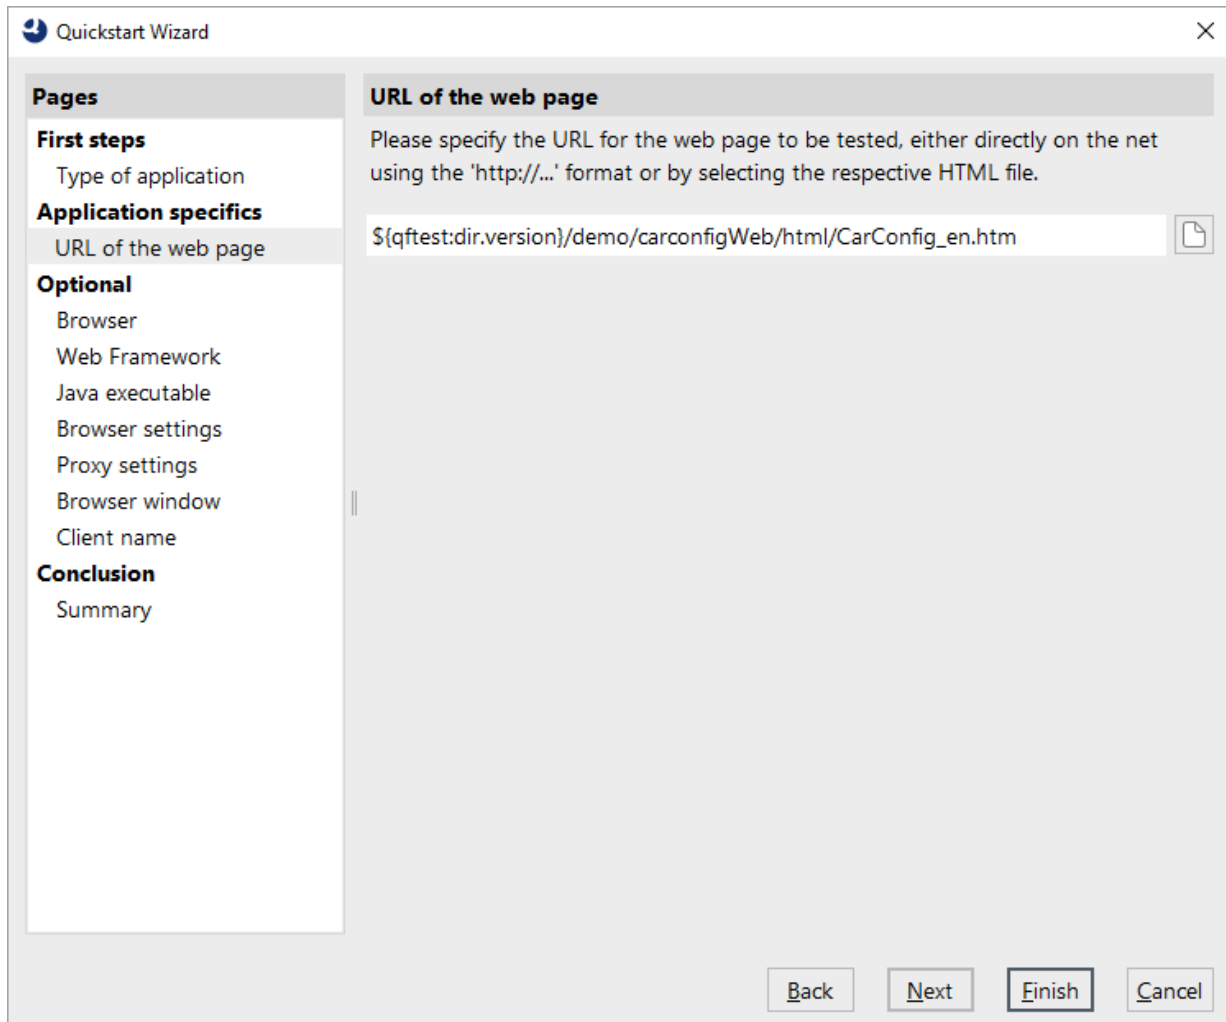 Quickstart Wizard
Pages
First steps
Type of application
Application specifics
URL of the web page
Optional
Browser
Web Framework
Java executable
Browser settings
Proxy settings
Browser window
Client name
Conclusion
Summary
URL of the web page
Please specify the URL for the web page to be tested, either directly on the net
using the 'http://...' format or by selecting the respective HTML file.
${qftest:dir.version}/demo/carconfigWeb/html/CarConfig_en.htm
Back Next Finish Cancel